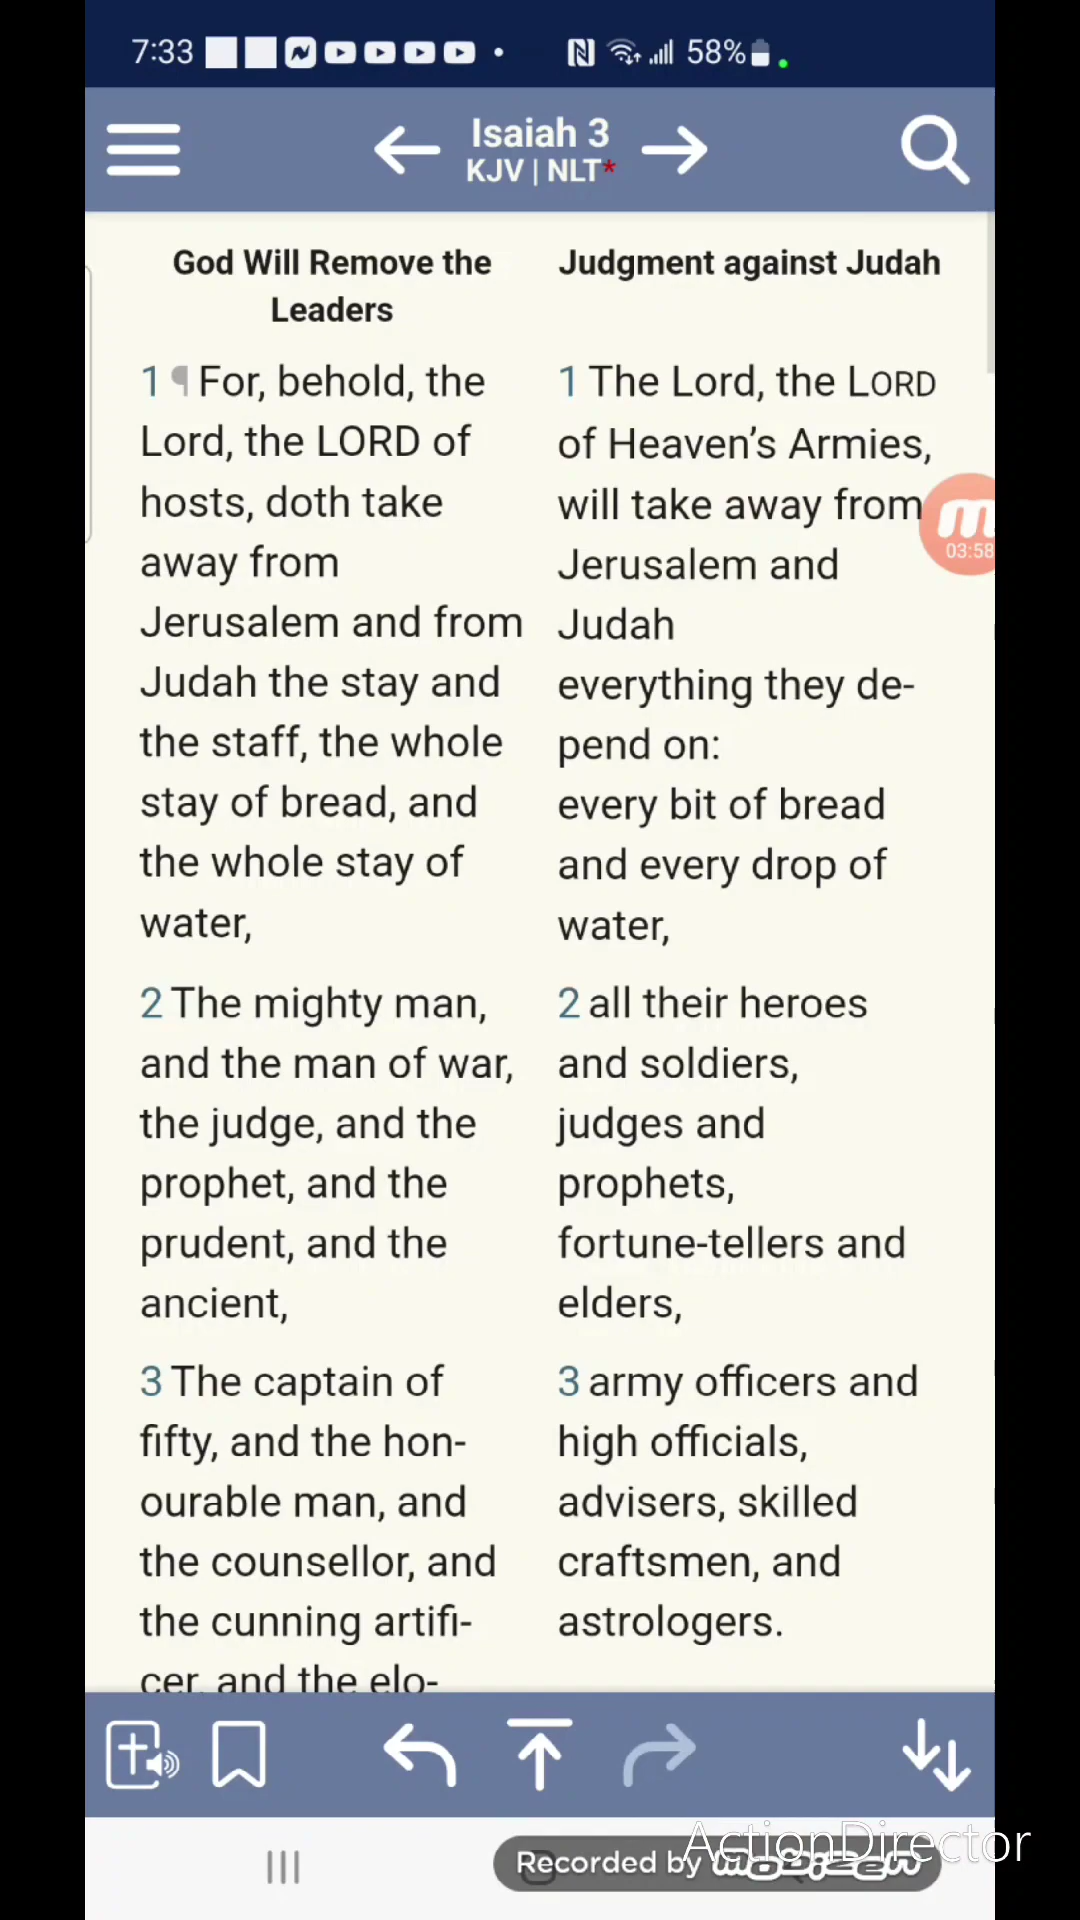 7:33
58%
Isaiah 3
KJV | NLT*
God Will Remove the
Leaders
1 ¶ For, behold, the
Lord, the LORD of
hosts, doth take
away from
Jerusalem and from
Judah the stay and
the staff, the whole
stay of bread, and
the whole stay of
water,
2 The mighty man,
and the man of war,
the judge, and the
prophet, and the
prudent, and the
ancient,
3 The captain of
fifty, and the hon-
ourable man, and
the counsellor, and
the cunning artifi-
cer, and the elo-
Judgment against Judah
1 The Lord, the LORD
of Heaven’s Armies,
will take away from
Jerusalem and
Judah
everything they de-
pend on:
every bit of bread
and every drop of
water,
2 all their heroes
and soldiers,
judges and
prophets,
fortune-tellers and
elders,
3 army officers and
high officials,
advisers, skilled
craftsmen, and
astrologers.
m
03:58
ActionDirector
Recorded by mobizen